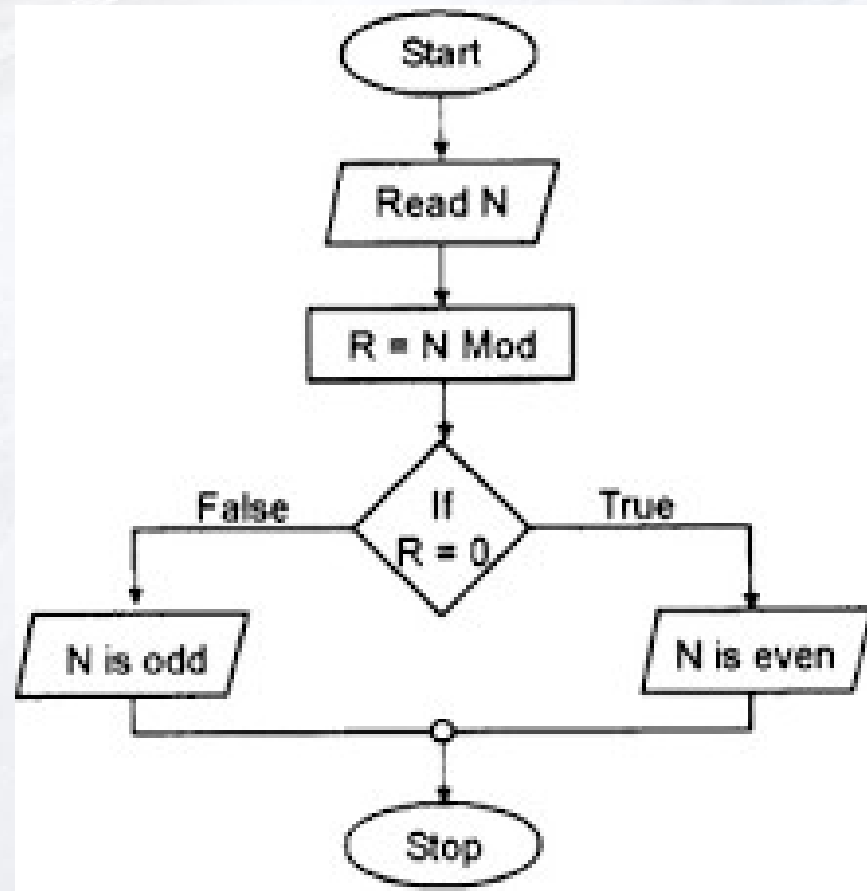 Start
Read N
R = N Mod
If
R = 0
False
True
N is odd
N is even
Stop